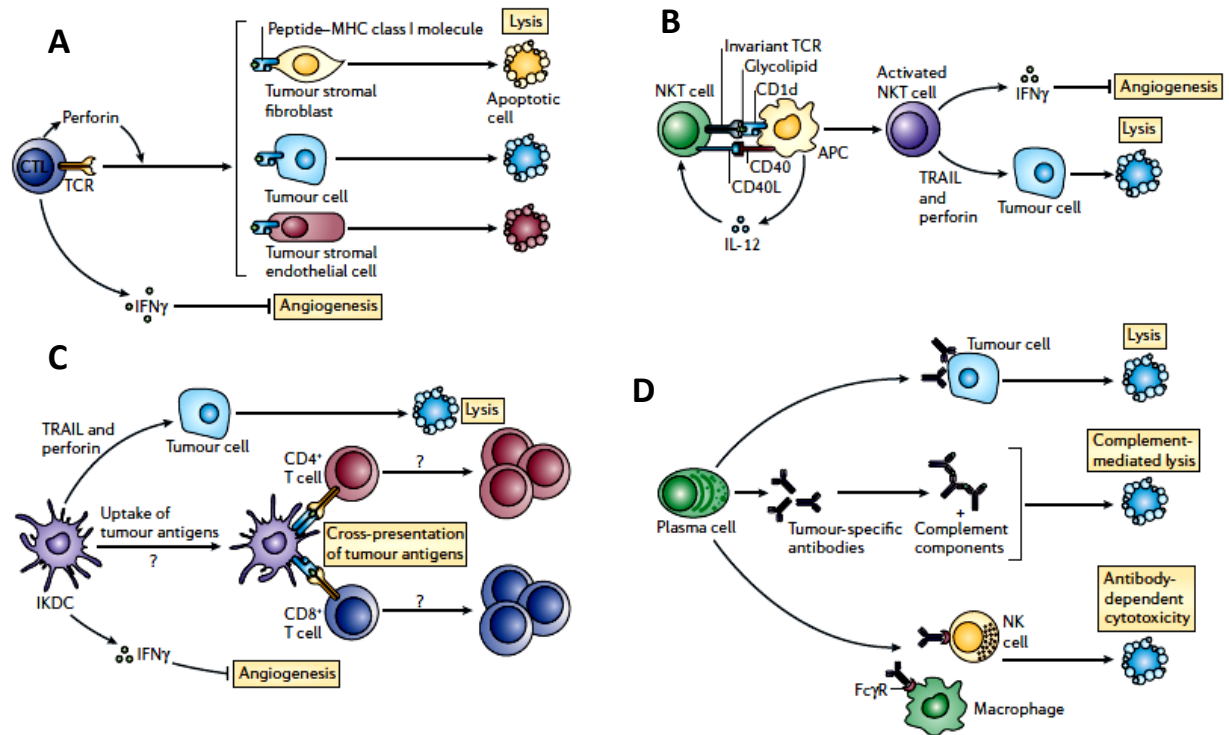 A
Peptide–MHC class I molecule
Lysis
Tumour stromal
fibroblast
Apoptotic
cell
Perforin
CTL
TCR
Tumour cell
Tumour stromal
endothelial cell
IFNγ
Angiogenesis
B
Invariant TCR
Glycolipid
CD1d
NKT cell
APC
CD40
CD40L
IL-12
Activated
NKT cell
IFNγ
Angiogenesis
Lysis
TRAIL
and
perforin
Tumour cell
C
TRAIL and
perforin
Tumour cell
Lysis
CD4+
T cell
?
Uptake of
tumour antigens
?
Cross-presentation
of tumour antigens
IKDC
CD8+
T cell
?
IFNγ
Angiogenesis
D
Tumour cell
Lysis
Plasma cell
Tumour-specific
antibodies
+
Complement
components
Complement-
mediated lysis
Antibody-
dependent
cytotoxicity
NK
cell
FcγR
Macrophage